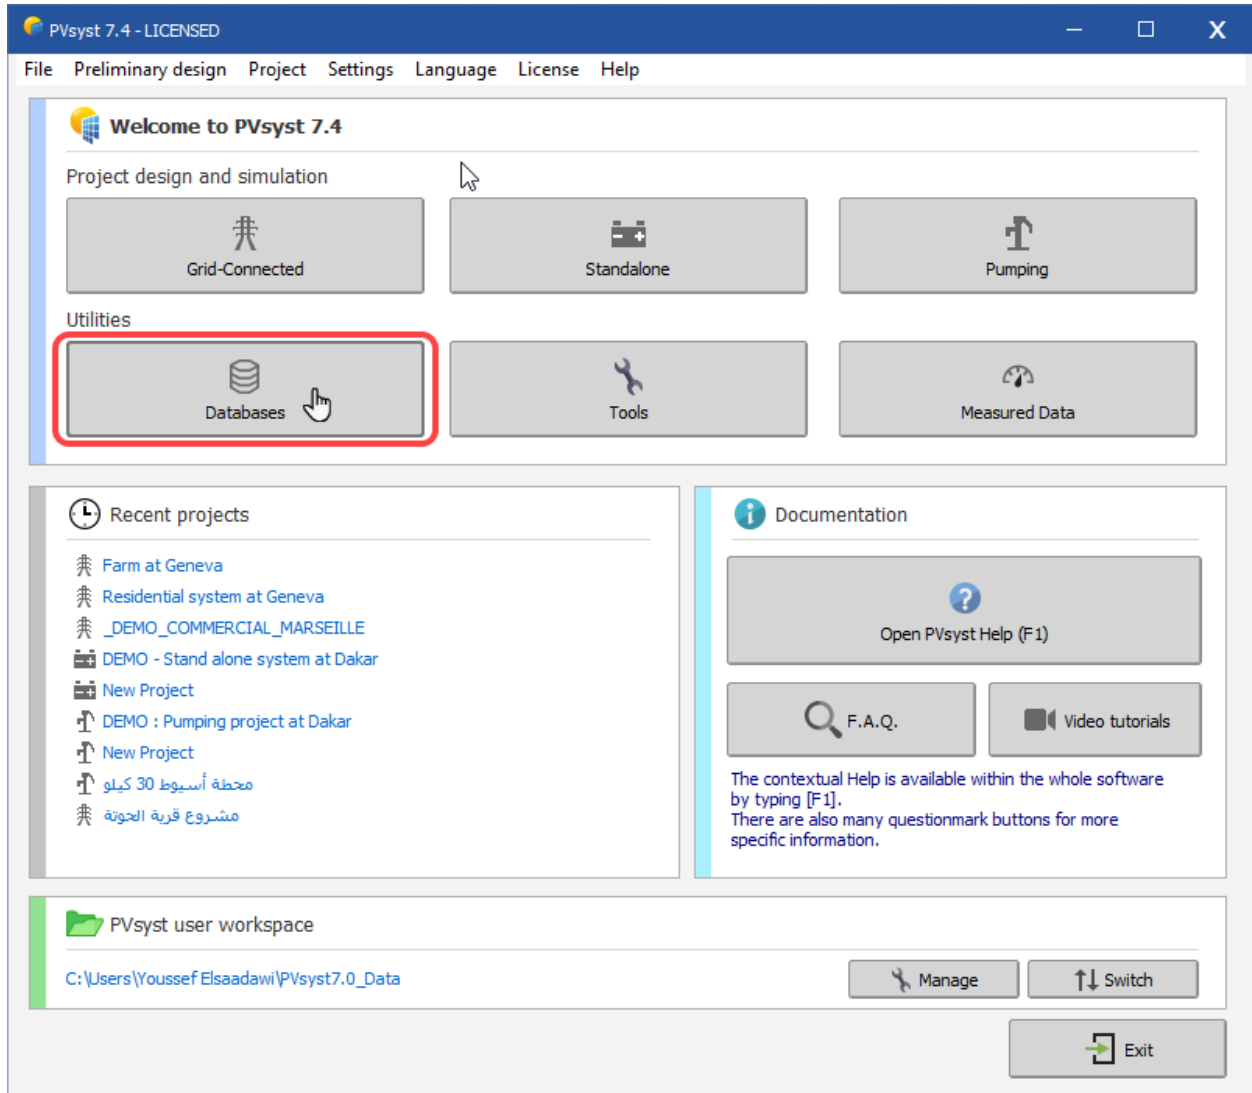 PVsyst 7.4 - LICENSED
File Preliminary design Project Settings Language License Help
Welcome to PVsyst 7.4
Project design and simulation
Grid-Connected
Standalone
Pumping
Utilities
Databases
Tools
Measured Data
Recent projects
Farm at Geneva
Residential system at Geneva
_DEMO_COMMERCIAL_MARSEILLE
DEMO - Stand alone system at Dakar
New Project
DEMO : Pumping project at Dakar
New Project
محطة أسيوط 30 كيلو
مشروع قرية الحوتة
Documentation
Open PVsyst Help (F1)
F.A.Q.
Video tutorials
The contextual Help is available within the whole software
by typing [F1].
There are also many questionmark buttons for more
specific information.
PVsyst user workspace
C:\Users\Youssef Elsaadawi\PVsyst7.0_Data
Manage
Switch
Exit